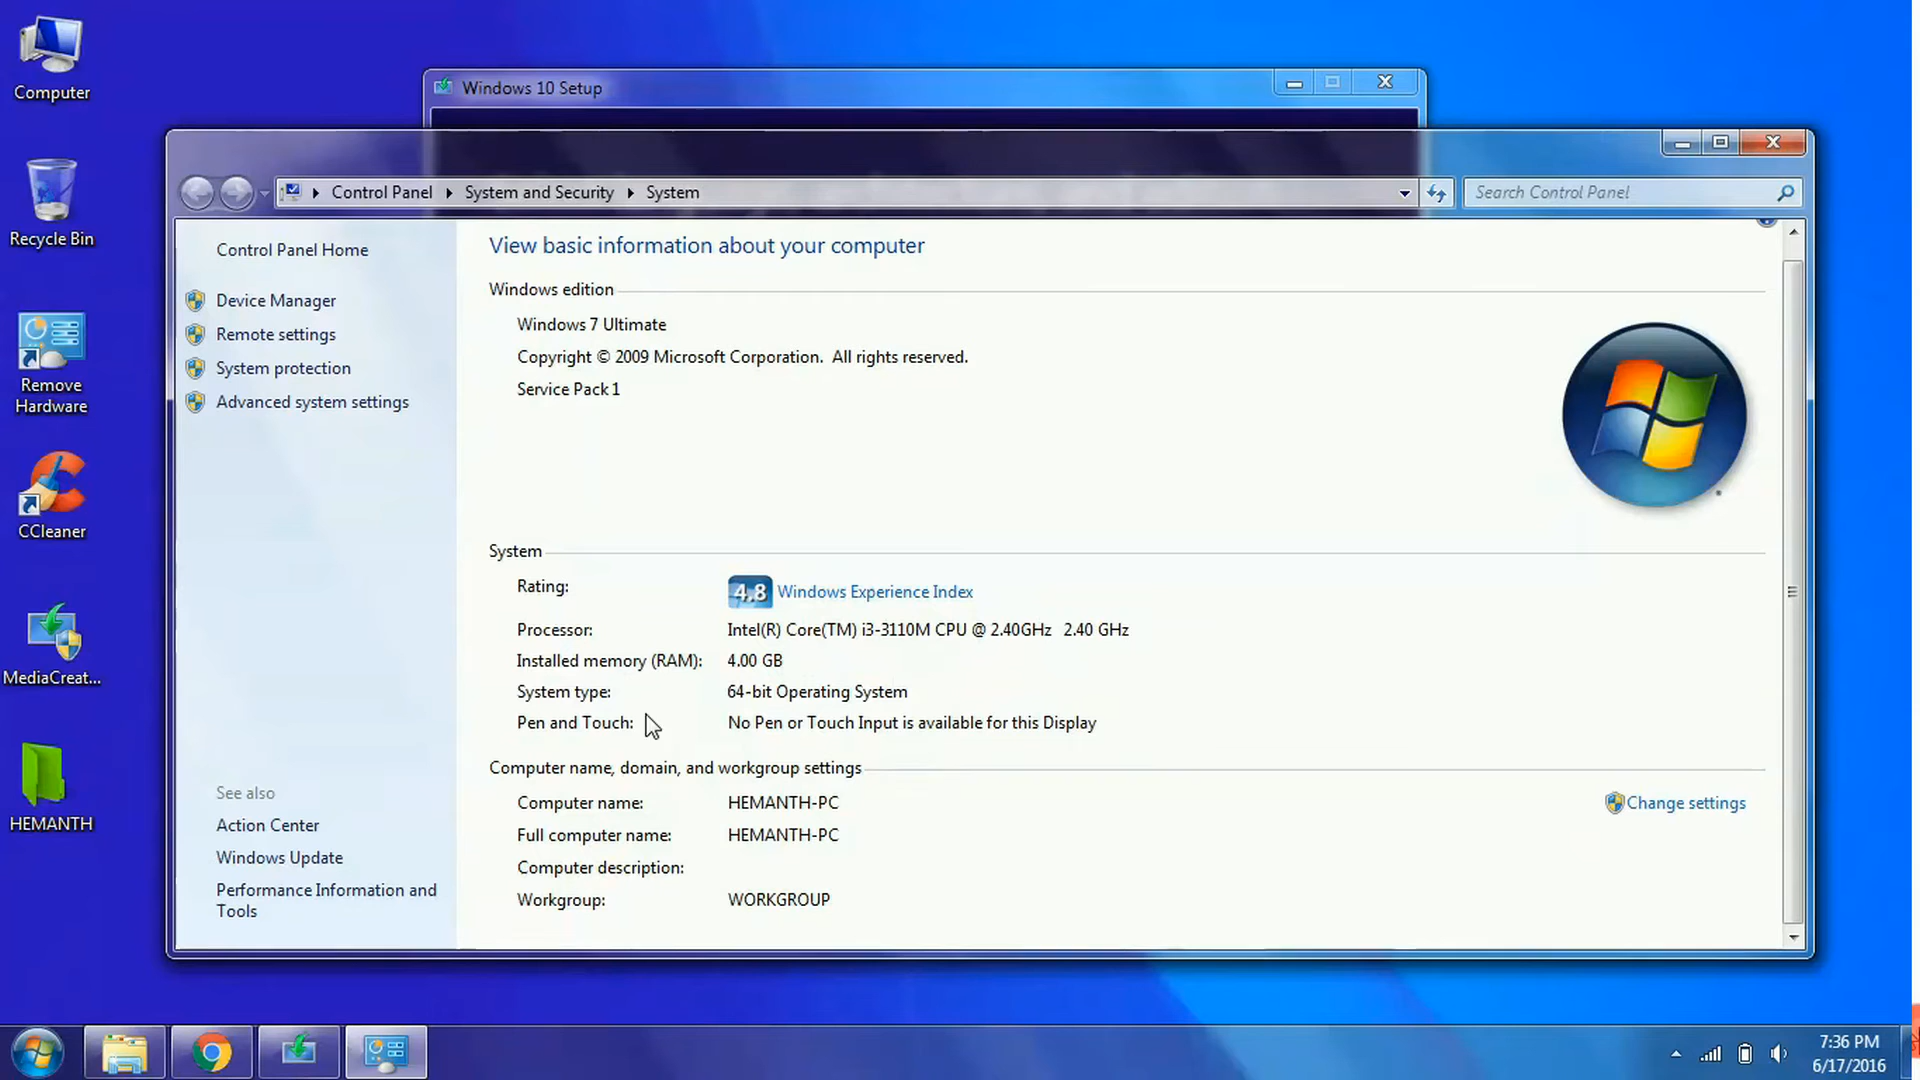 Computer
Recycle Bin
Remove
Hardware
CCleaner
MediaCreat...
HEMANTH
Windows 10 Setup
Control Panel
System and Security
System
Search Control Panel
Control Panel Home
Device Manager
Remote settings
System protection
Advanced system settings
See also
Action Center
Windows Update
Performance Information and
Tools
View basic information about your computer
Windows edition
Windows 7 Ultimate
Copyright © 2009 Microsoft Corporation. All rights reserved.
Service Pack 1
System
Rating: 4.8 Windows Experience Index
Processor: Intel(R) Core(TM) i3-3110M CPU @ 2.40GHz 2.40 GHz
Installed memory (RAM): 4.00 GB
System type: 64-bit Operating System
Pen and Touch: No Pen or Touch Input is available for this Display
Computer name, domain, and workgroup settings
Computer name: HEMANTH-PC Change settings
Full computer name: HEMANTH-PC
Computer description:
Workgroup: WORKGROUP
7:36 PM
6/17/2016